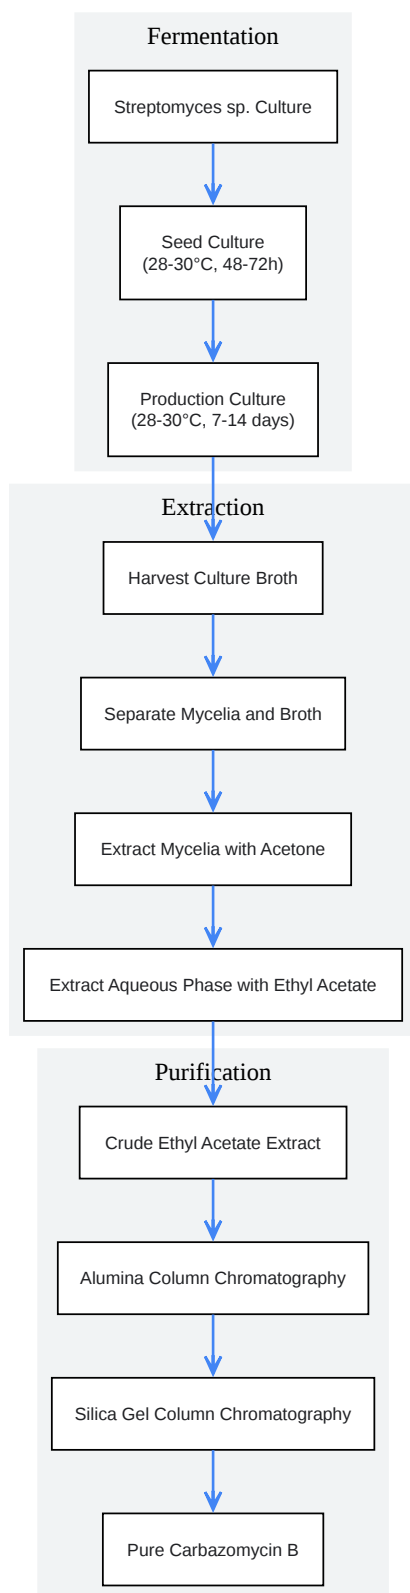 Fermentation
Streptomyces sp. Culture
Seed Culture
(28-30°C, 48-72h)
Production Culture
(28-30°C, 7-14 days)
Extraction
Harvest Culture Broth
Separate Mycelia and Broth
Extract Mycelia with Acetone
Extract Aqueous Phase with Ethyl Acetate
Purification
Crude Ethyl Acetate Extract
Alumina Column Chromatography
Silica Gel Column Chromatography
Pure Carbazomycin B